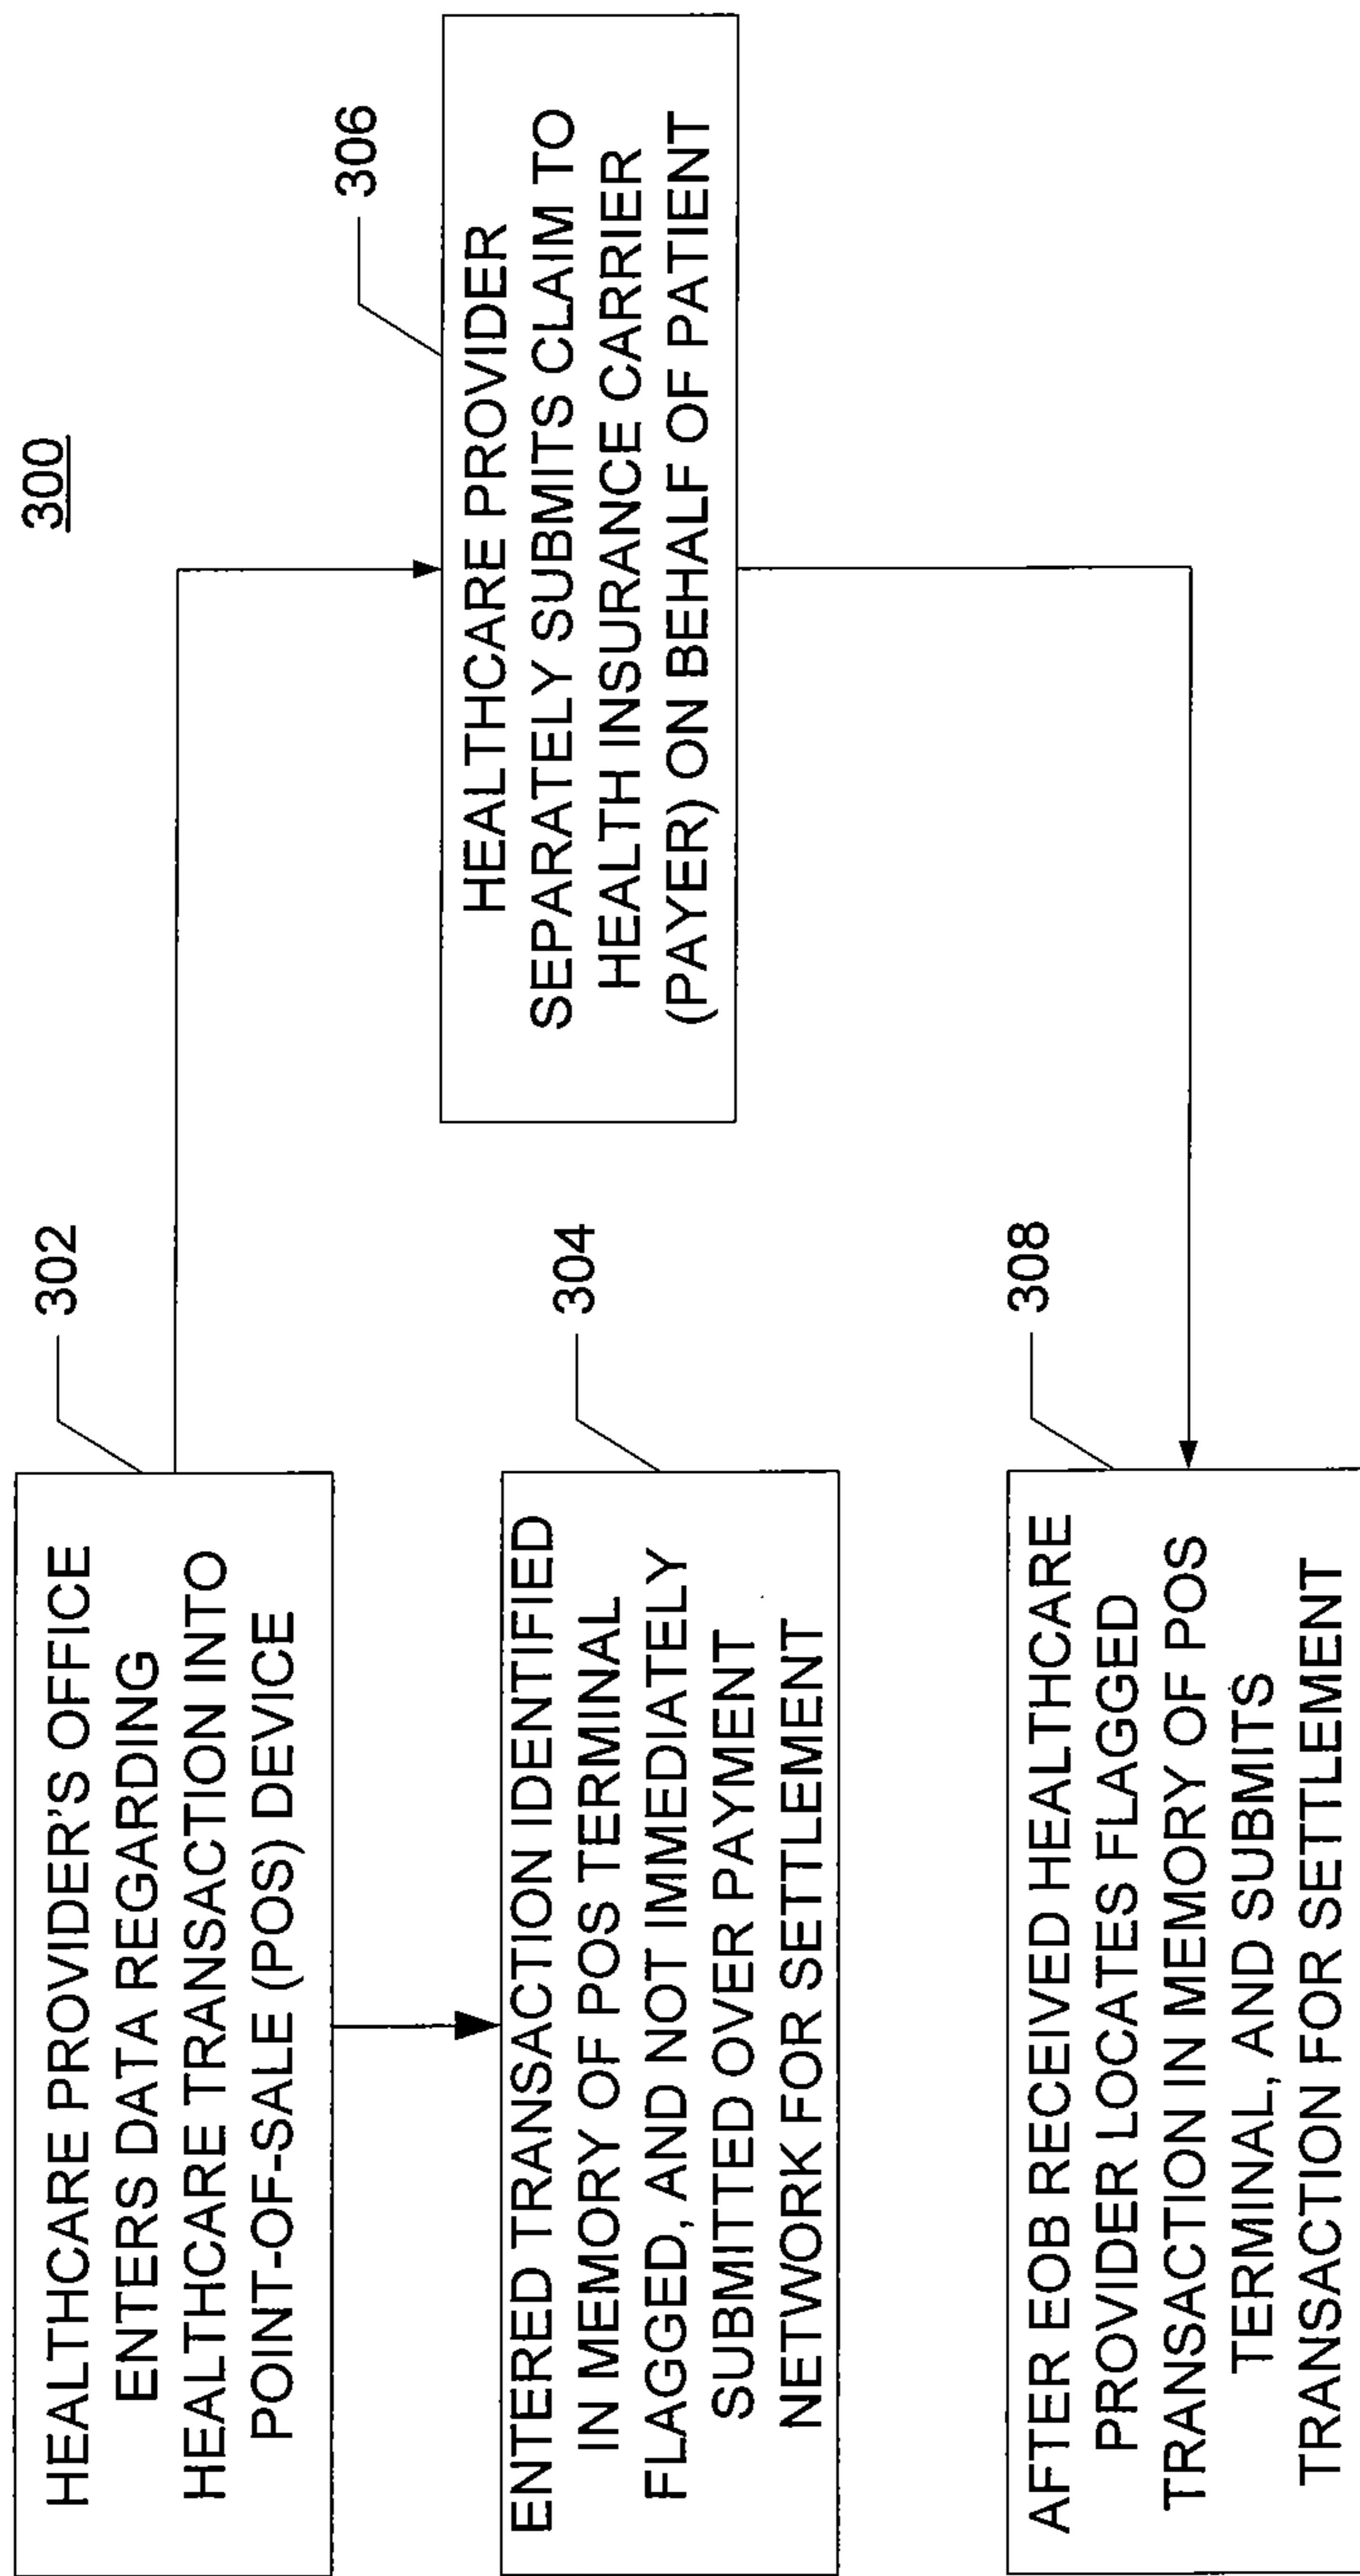 300
302
HEALTHCARE PROVIDER'S OFFICE
ENTERS DATA REGARDING
HEALTHCARE TRANSACTION INTO
POINT-OF-SALE (POS) DEVICE
304
ENTERED TRANSACTION IDENTIFIED
IN MEMORY OF POS TERMINAL
FLAGGED, AND NOT IMMEDIATELY
SUBMITTED OVER PAYMENT
NETWORK FOR SETTLEMENT
306
HEALTHCARE PROVIDER
SEPARATELY SUBMITS CLAIM TO
HEALTH INSURANCE CARRIER
(PAYER) ON BEHALF OF PATIENT
308
AFTER EOB RECEIVED HEALTHCARE
PROVIDER LOCATES FLAGGED
TRANSACTION IN MEMORY OF POS
TERMINAL, AND SUBMITS
TRANSACTION FOR SETTLEMENT